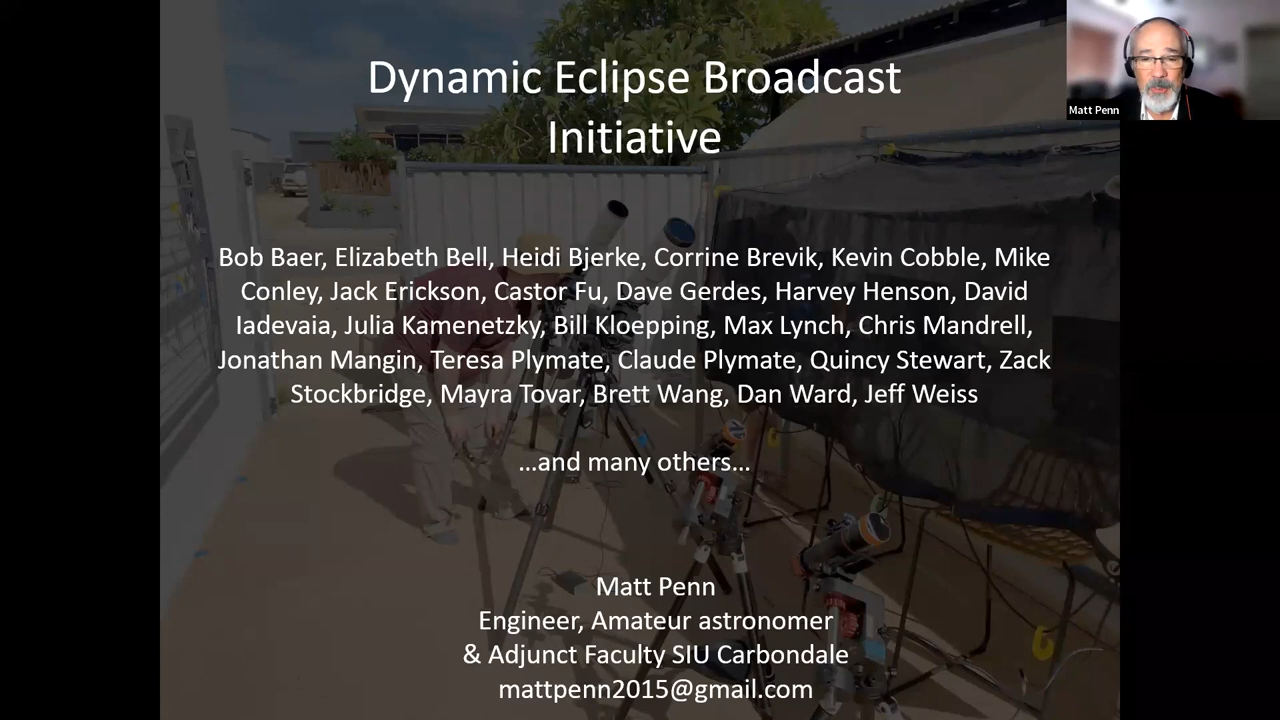 Dynamic Eclipse Broadcast
Initiative
Matt Penn
Bob Baer, Elizabeth Bell, Heidi Bjerke, Corrine Brevik, Kevin Cobble, Mike
Conley, Jack Erickson, Castor Fu, Dave Gerdes, Harvey Henson, David
Iadevaia, Julia Kamenetzky, Bill Kloepping, Max Lynch, Chris Mandrell,
Jonathan Mangin, Teresa Plymate, Claude Plymate, Quincy Stewart, Zack
Stockbridge, Mayra Tovar, Brett Wang, Dan Ward, Jeff Weiss
...and many others...
Matt Penn
Engineer, Amateur astronomer
& Adjunct Faculty SIU Carbondale
mattpenn2015@gmail.com